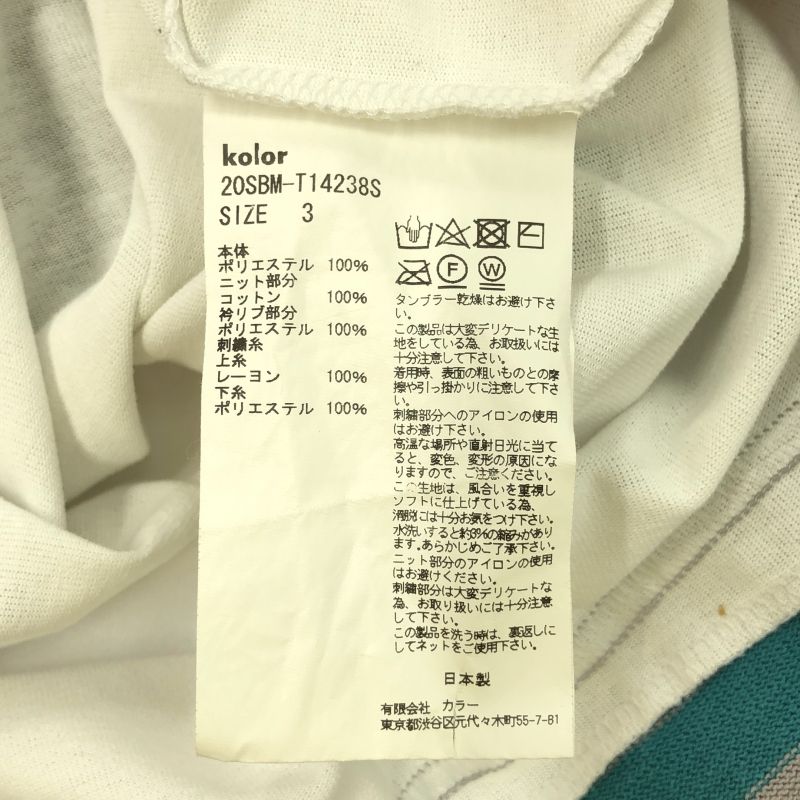 kolor
20SBM-T14238S
SIZE 3
本体
ポリエステル 100%
ニット部分
コットン 100%
衿リブ部分
ポリエステル 100%
刺繍糸
上糸
レーヨン 100%
下糸
ポリエステル 100%
F W
タンブラー乾燥はお避け下さ
い。
この製品は大変デリケートな生
地をしている為、お取扱いには
十分注意して下さい。
着用時、表面の粗いものとの摩
擦や引っ掛かりに注意して下さ
い。
刺繍部分へのアイロンの使用
はお避け下さい。
高温な場所や直射日光に当て
ると、変色、変形の原因にな
りますので、ご注意ください。
この生地は、風合いを重視し
ソフトに仕上げている為、
着脱には十分お気をつけ下さい。
水洗いすると約3%の縮みがあり
ます。あらかじめご了承下さい。
ニット部分のアイロンの使用
はお避けください。
刺繍部分は大変デリケートな
為、お取り扱いには十分注意
して下さい。
この製品を洗う時は、裏返しに
してネットをご使用下さい。
日本製
有限会社 カラー
東京都渋谷区元代々木町55-7-B1